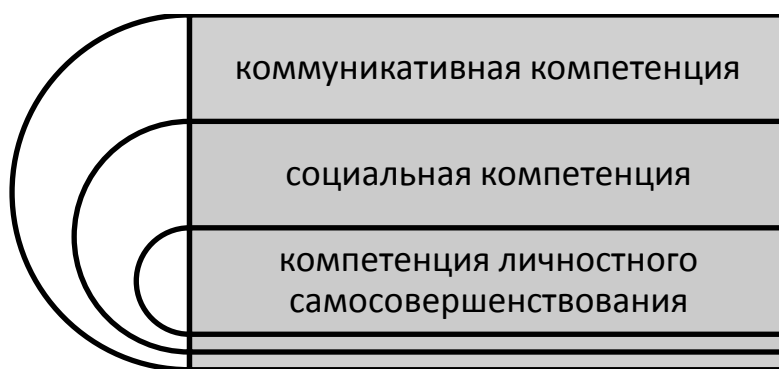 коммуникативная компетенция
социальная компетенция
компетенция личностного
самосовершенствования